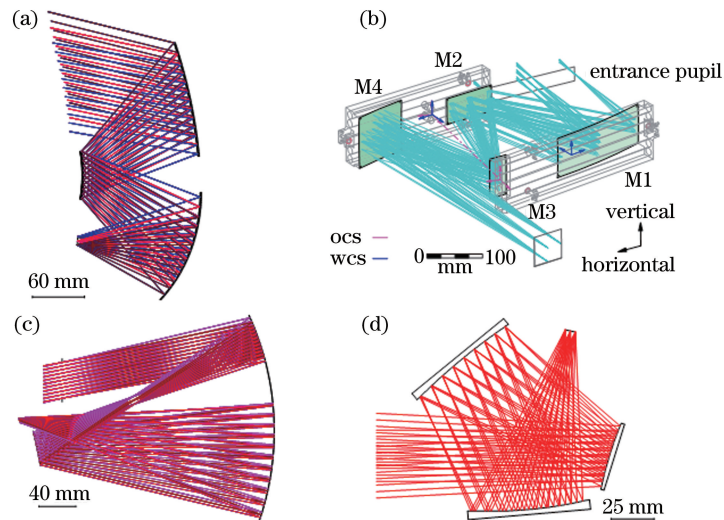 (a)
60 mm
(b)
M2
entrance pupil
M4
M1
M3
ocs
wcs
0 100
mm
vertical
horizontal
(c)
40 mm
(d)
25 mm